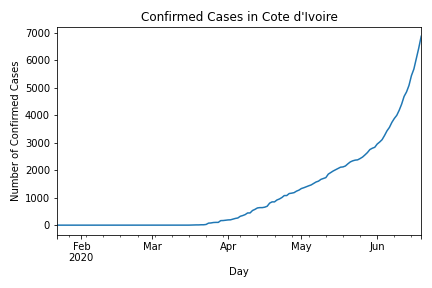 Confirmed Cases in Cote d'Ivoire
7000
6000
5000
4000
3000
2000
1000
0
Number of Confirmed Cases
Feb Mar Apr May Jun
2020
Day